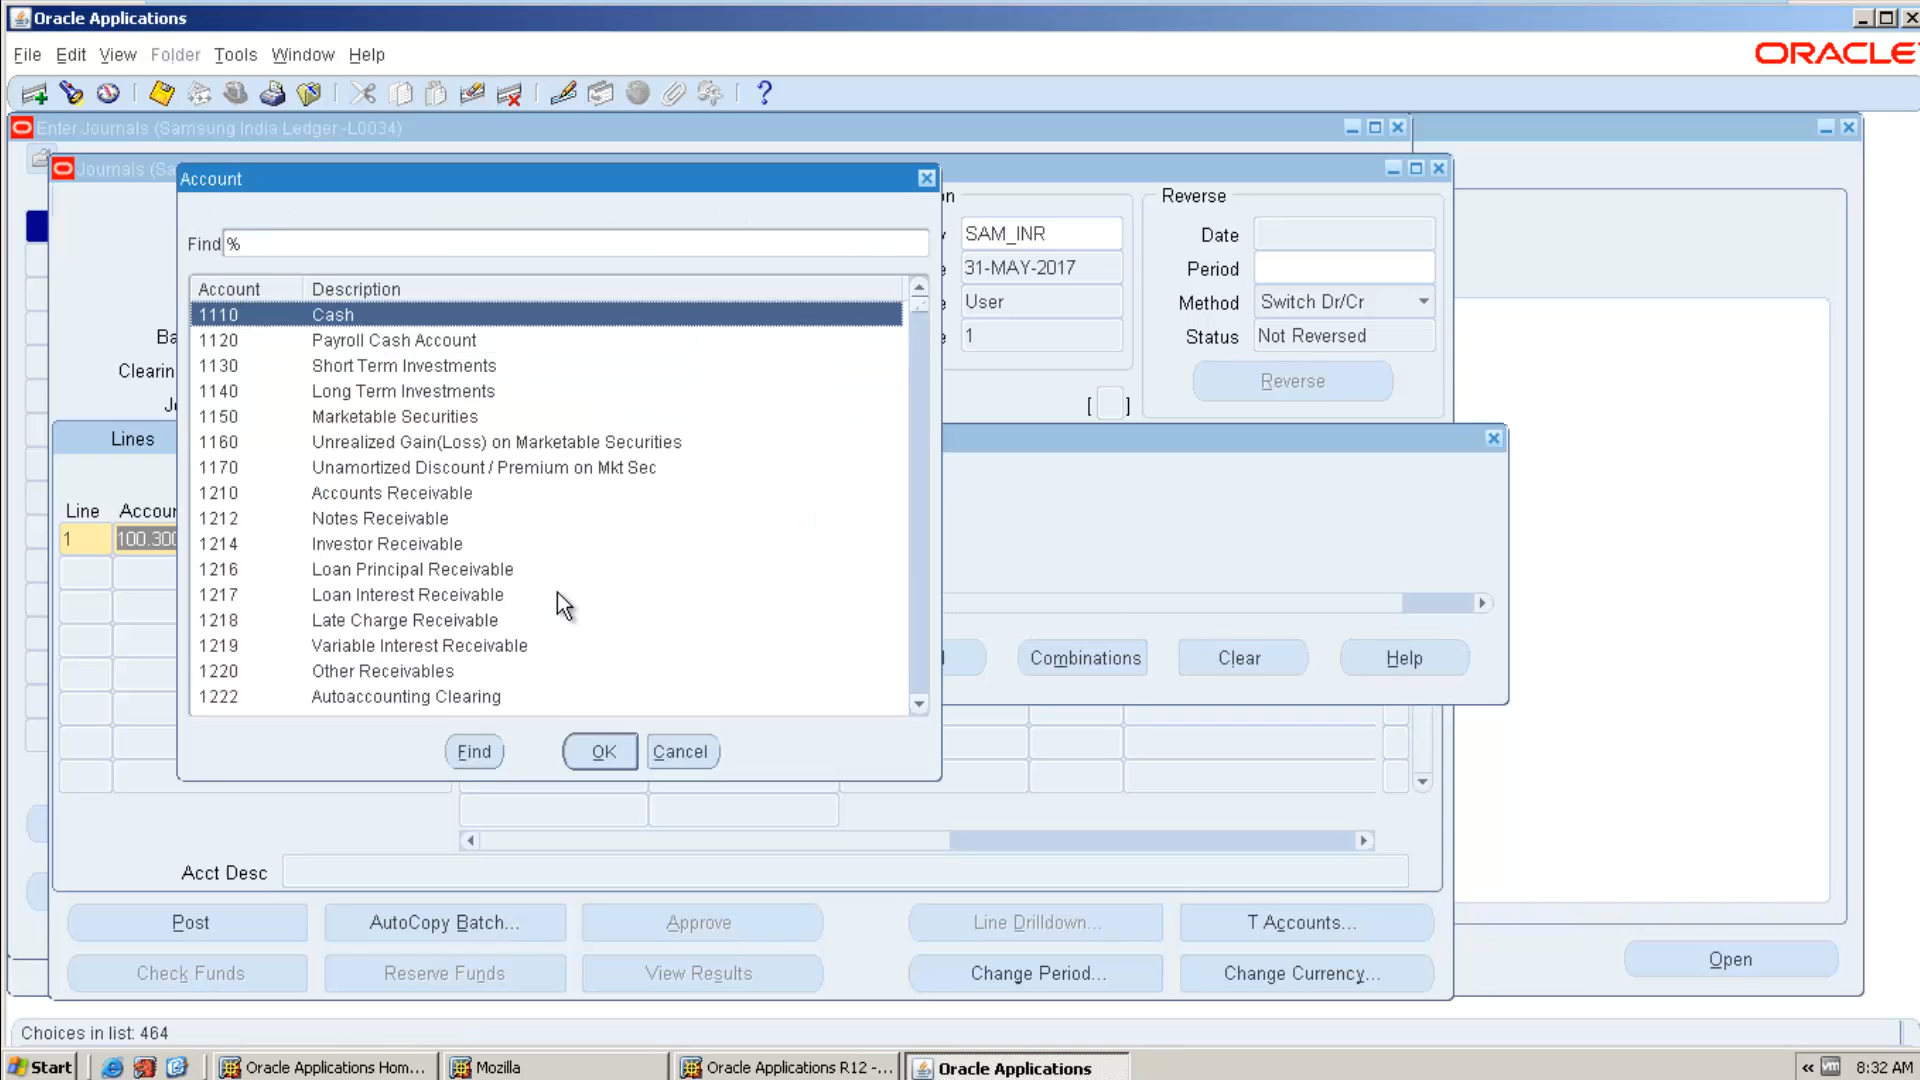 Oracle Applications
File Edit View Folder Tools Window Help
ORACLE
Enter Journals (Samsung India Ledger -L0034)
Journals (Sa
Account
Find %
Account Description
1110 Cash
1120 Payroll Cash Account
1130 Short Term Investments
1140 Long Term Investments
1150 Marketable Securities
1160 Unrealized Gain(Loss) on Marketable Securities
1170 Unamortized Discount / Premium on Mkt Sec
1210 Accounts Receivable
1212 Notes Receivable
1214 Investor Receivable
1216 Loan Principal Receivable
1217 Loan Interest Receivable
1218 Late Charge Receivable
1219 Variable Interest Receivable
1220 Other Receivables
1222 Autoaccounting Clearing
Find OK Cancel
SAM_INR
31-MAY-2017
User
1
[ ]
Reverse
Date
Period
Method Switch Dr/Cr
Status Not Reversed
Reverse
Ba
Clearin
Lines
Line Accoun
1 100.300
Combinations Clear Help
Acct Desc
Post AutoCopy Batch... Approve Line Drilldown... T Accounts...
Check Funds Reserve Funds View Results Change Period... Change Currency...
Open
Choices in list: 464
Start Oracle Applications Hom... Mozilla Oracle Applications R12 -... Oracle Applications « 8:32 AM